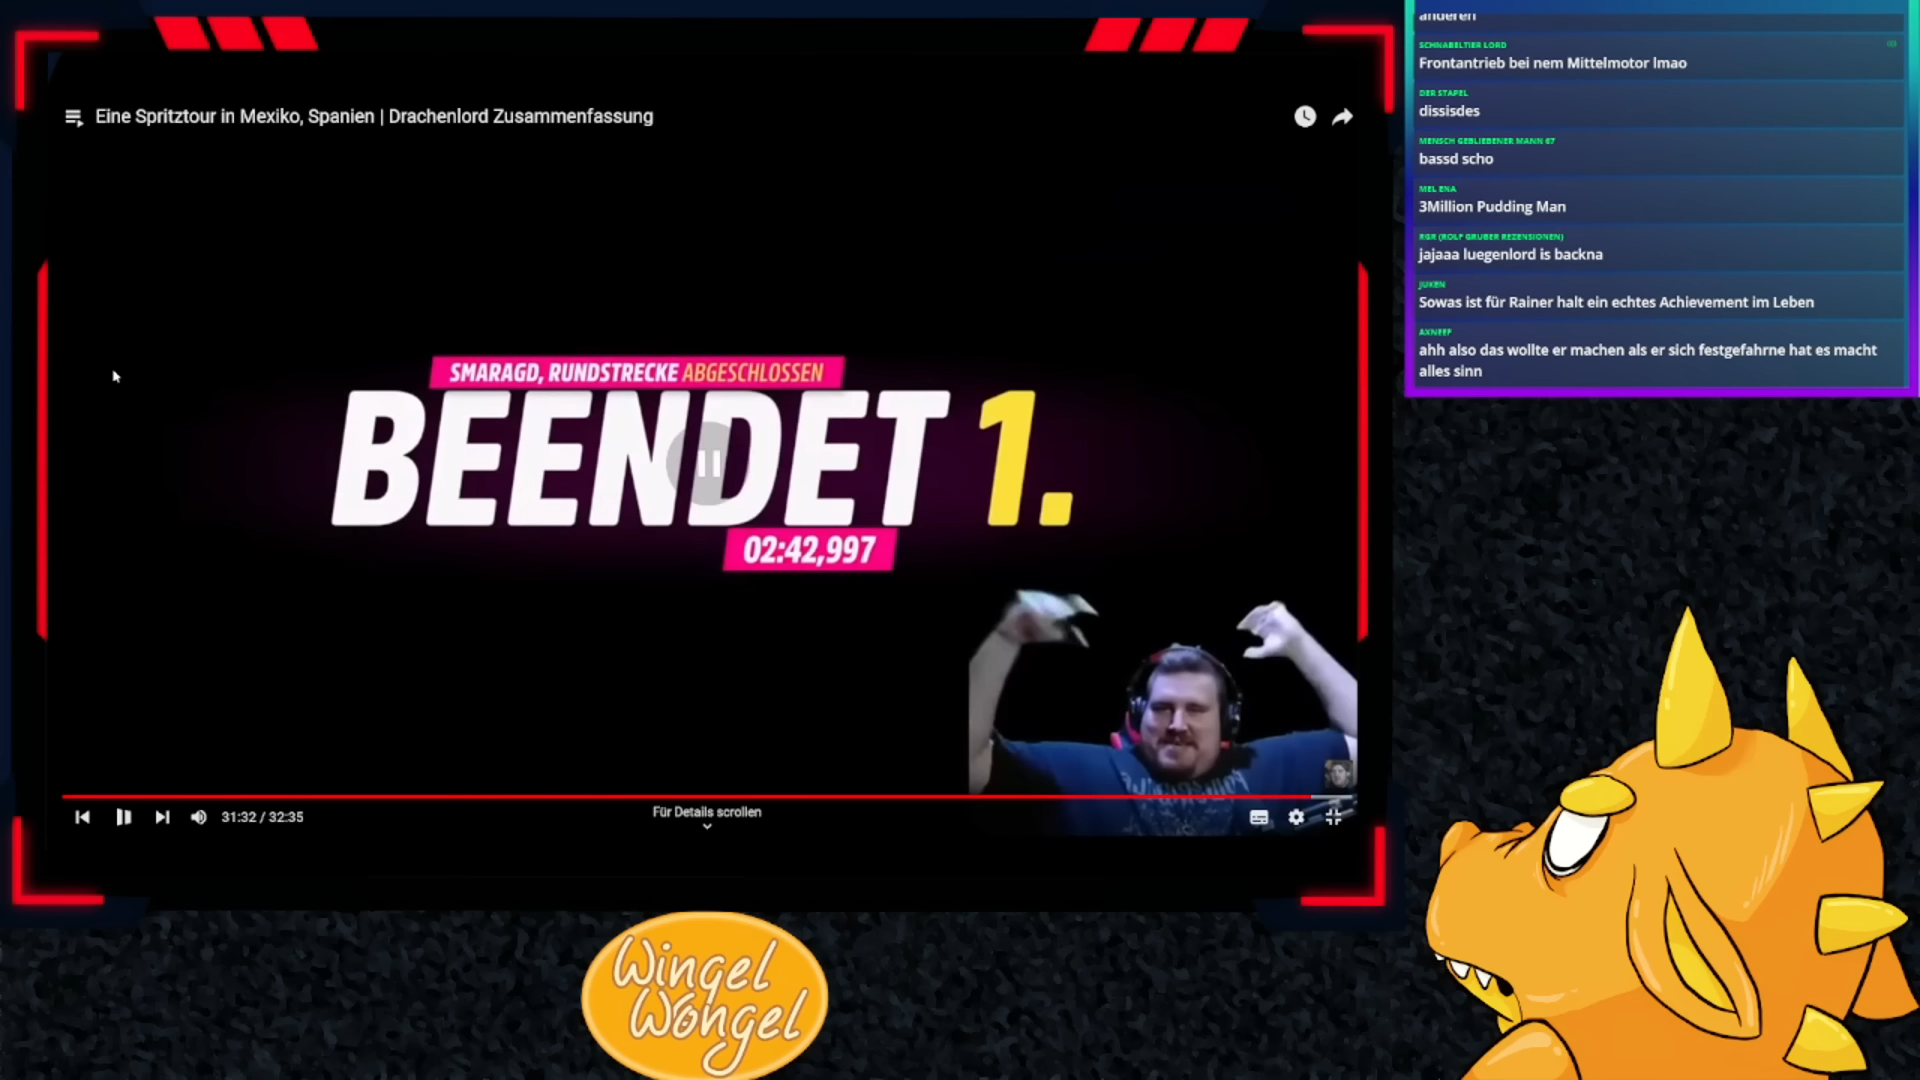 Eine Spritztour in Mexiko, Spanien | Drachenlord Zusammenfassung
SMARAGD, RUNDSTRECKE ABGESCHLOSSEN
BEENDET 1.
02:42,997
31:32 / 32:35
Für Details scrollen
Wingel
Wongel
anderen
SCHNABELTIER LORD
Frontantrieb bei nem Mittelmotor lmao
DER STAPEL
dissisdes
MENSCH GEBLIEBENER MANN 67
bassd scho
MEL ENA
3Million Pudding Man
RGR (ROLF GRUBER REZENSIONEN)
jajaaa luegenlord is backna
JUKEN
Sowas ist für Rainer halt ein echtes Achievement im Leben
AXNEEP
ahh also das wollte er machen als er sich festgefahrne hat es macht
alles sinn